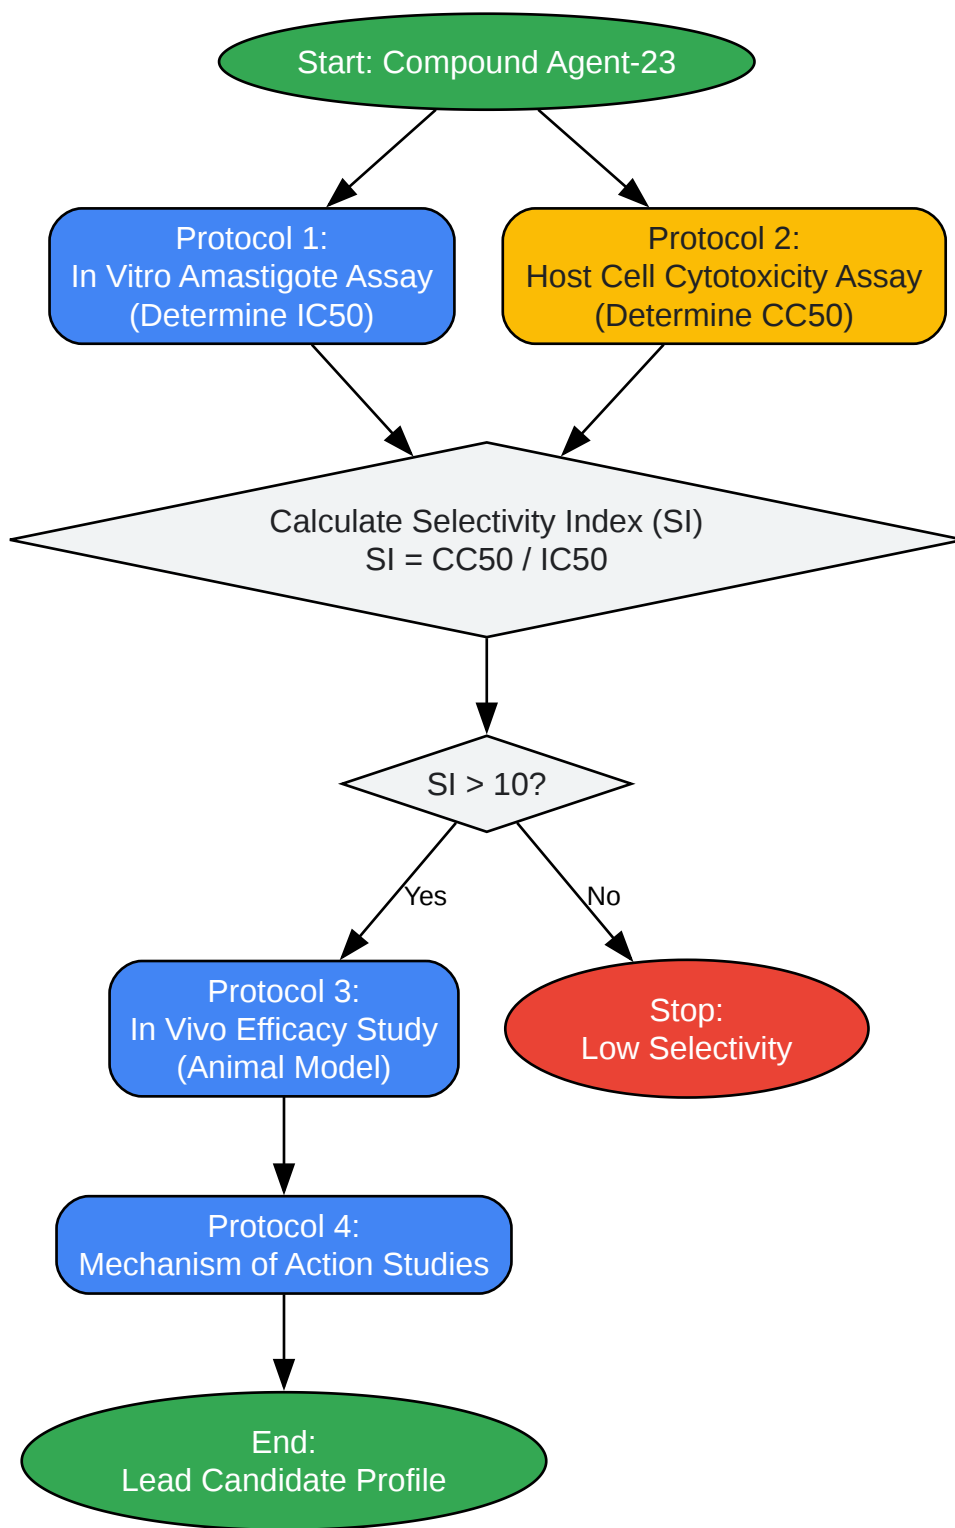 Start: Compound Agent-23
Protocol 1:
In Vitro Amastigote Assay
(Determine IC50)
Protocol 2:
Host Cell Cytotoxicity Assay
(Determine CC50)
Calculate Selectivity Index (SI)
SI = CC50 / IC50
SI > 10?
Yes
No
Protocol 3:
In Vivo Efficacy Study
(Animal Model)
Stop:
Low Selectivity
Protocol 4:
Mechanism of Action Studies
End:
Lead Candidate Profile